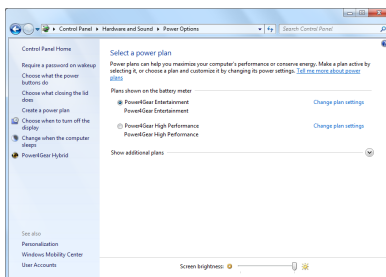 Control Panel ▸ Hardware and Sound ▸ Power Options
Search Control Panel
Control Panel Home
Require a password on wakeup
Choose what the power
buttons do
Choose what closing the lid
does
Create a power plan
Choose when to turn off the
display
Change when the computer
sleeps
Power4Gear Hybrid
See also
Personalization
Windows Mobility Center
User Accounts
Select a power plan
Power plans can help you maximize your computer's performance or conserve energy. Make a plan active by
selecting it, or choose a plan and customize it by changing its power settings. Tell me more about power
plans
Plans shown on the battery meter
Power4Gear Entertainment Change plan settings
Power4Gear Entertainment
Power4Gear High Performance Change plan settings
Power4Gear High Performance
Show additional plans
Screen brightness: